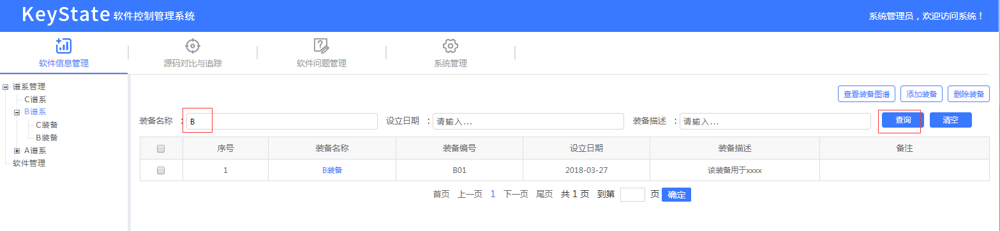 KeyState 软件控制管理系统 系统管理员，欢迎访问系统！
软件信息管理 源码对比与追踪 软件问题管理 系统管理
谱系管理
C谱系
B谱系
C装备
B装备
A谱系
软件管理
查看装备图谱 添加装备 删除装备
装备名称 : B 设立日期 : 请输入... 装备描述 : 请输入... 查询 清空
序号 装备名称 装备编号 设立日期 装备描述 备注
1 B装备 B01 2018-03-27 该装备用于xxxx
首页 上一页 1 下一页 尾页 共 1 页 到第 页 确定